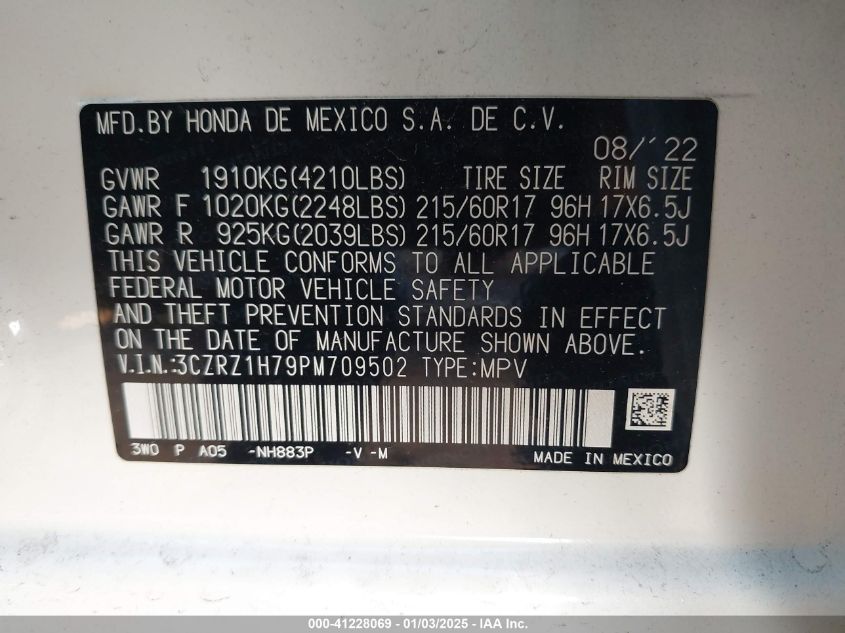 MFD.BY HONDA DE MEXICO S.A. DE C.V.
08/'22
GVWR 1910KG(4210LBS) TIRE SIZE RIM SIZE
GAWR F 1020KG(2248LBS) 215/60R17 96H 17X6.5J
GAWR R 925KG(2039LBS) 215/60R17 96H 17X6.5J
THIS VEHICLE CONFORMS TO ALL APPLICABLE
FEDERAL MOTOR VEHICLE SAFETY
AND THEFT PREVENTION STANDARDS IN EFFECT
ON THE DATE OF MANUFACTURE SHOWN ABOVE.
V.I.N.:3CZRZ1H79PM709502 TYPE:MPV
3W0 P A05 -NH883P -V -M MADE IN MEXICO
000-41228069 - 01/03/2025 - IAA, Inc.